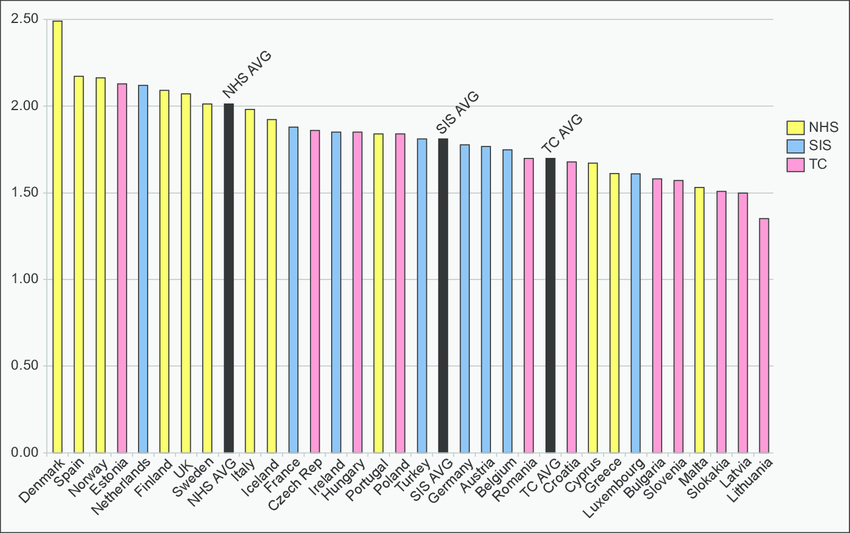 2.50
2.00
1.50
1.00
0.50
0.00
NHS AVG
SIS AVG
TC AVG
NHS
SIS
TC
Denmark
Spain
Norway
Estonia
Netherlands
Finland
UK
Sweden
NHS AVG
Italy
Iceland
France
Czech Rep
Ireland
Hungary
Portugal
Poland
Turkey
SIS AVG
Germany
Austria
Belgium
Romania
TC AVG
Croatia
Cyprus
Greece
Luxembourg
Bulgaria
Slovenia
Malta
Slokakia
Latvia
Lithuania